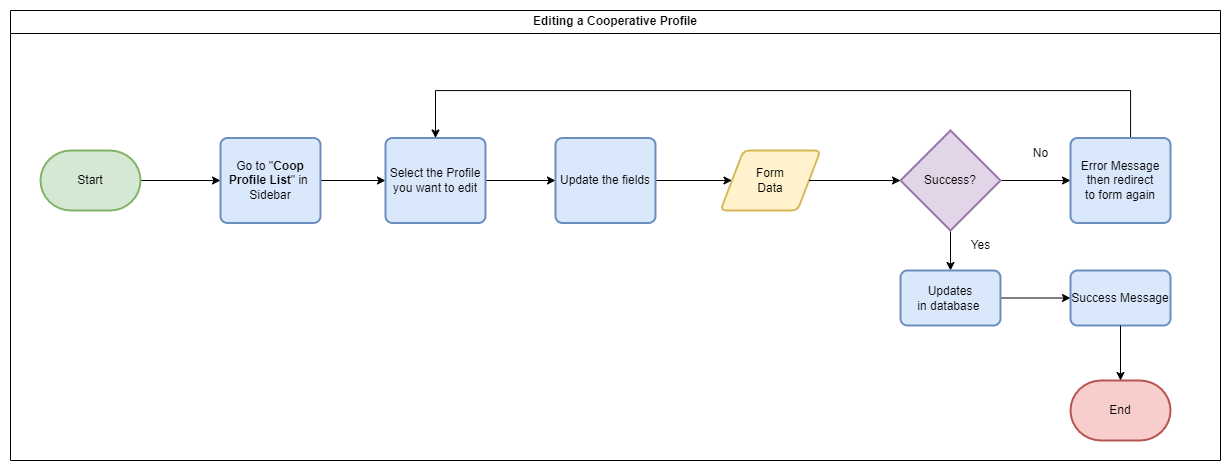 Editing a Cooperative Profile
Start
Go to "Coop
Profile List" in
Sidebar
Select the Profile
you want to edit
Update the fields
Form
Data
Success?
No
Error Message
then redirect
to form again
Yes
Updates
in database
Success Message
End